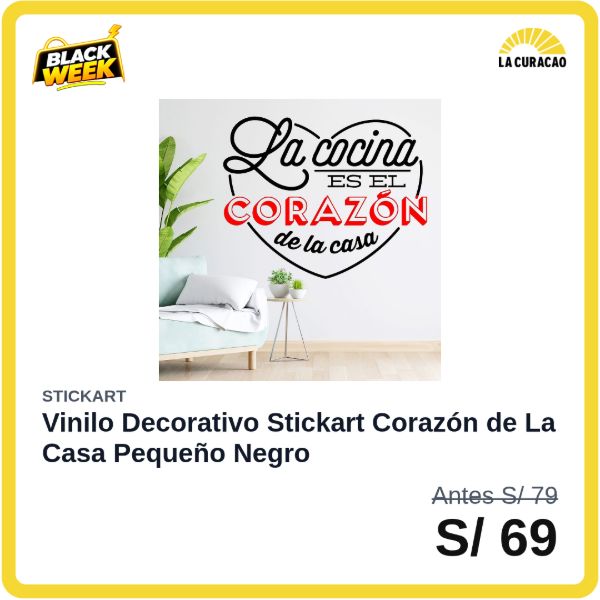 BLACK
WEEK
LA CURACAO
La cocina
ES EL
CORAZÓN
de la casa
STICKART
Vinilo Decorativo Stickart Corazón de La
Casa Pequeño Negro
Antes S/ 79
S/ 69